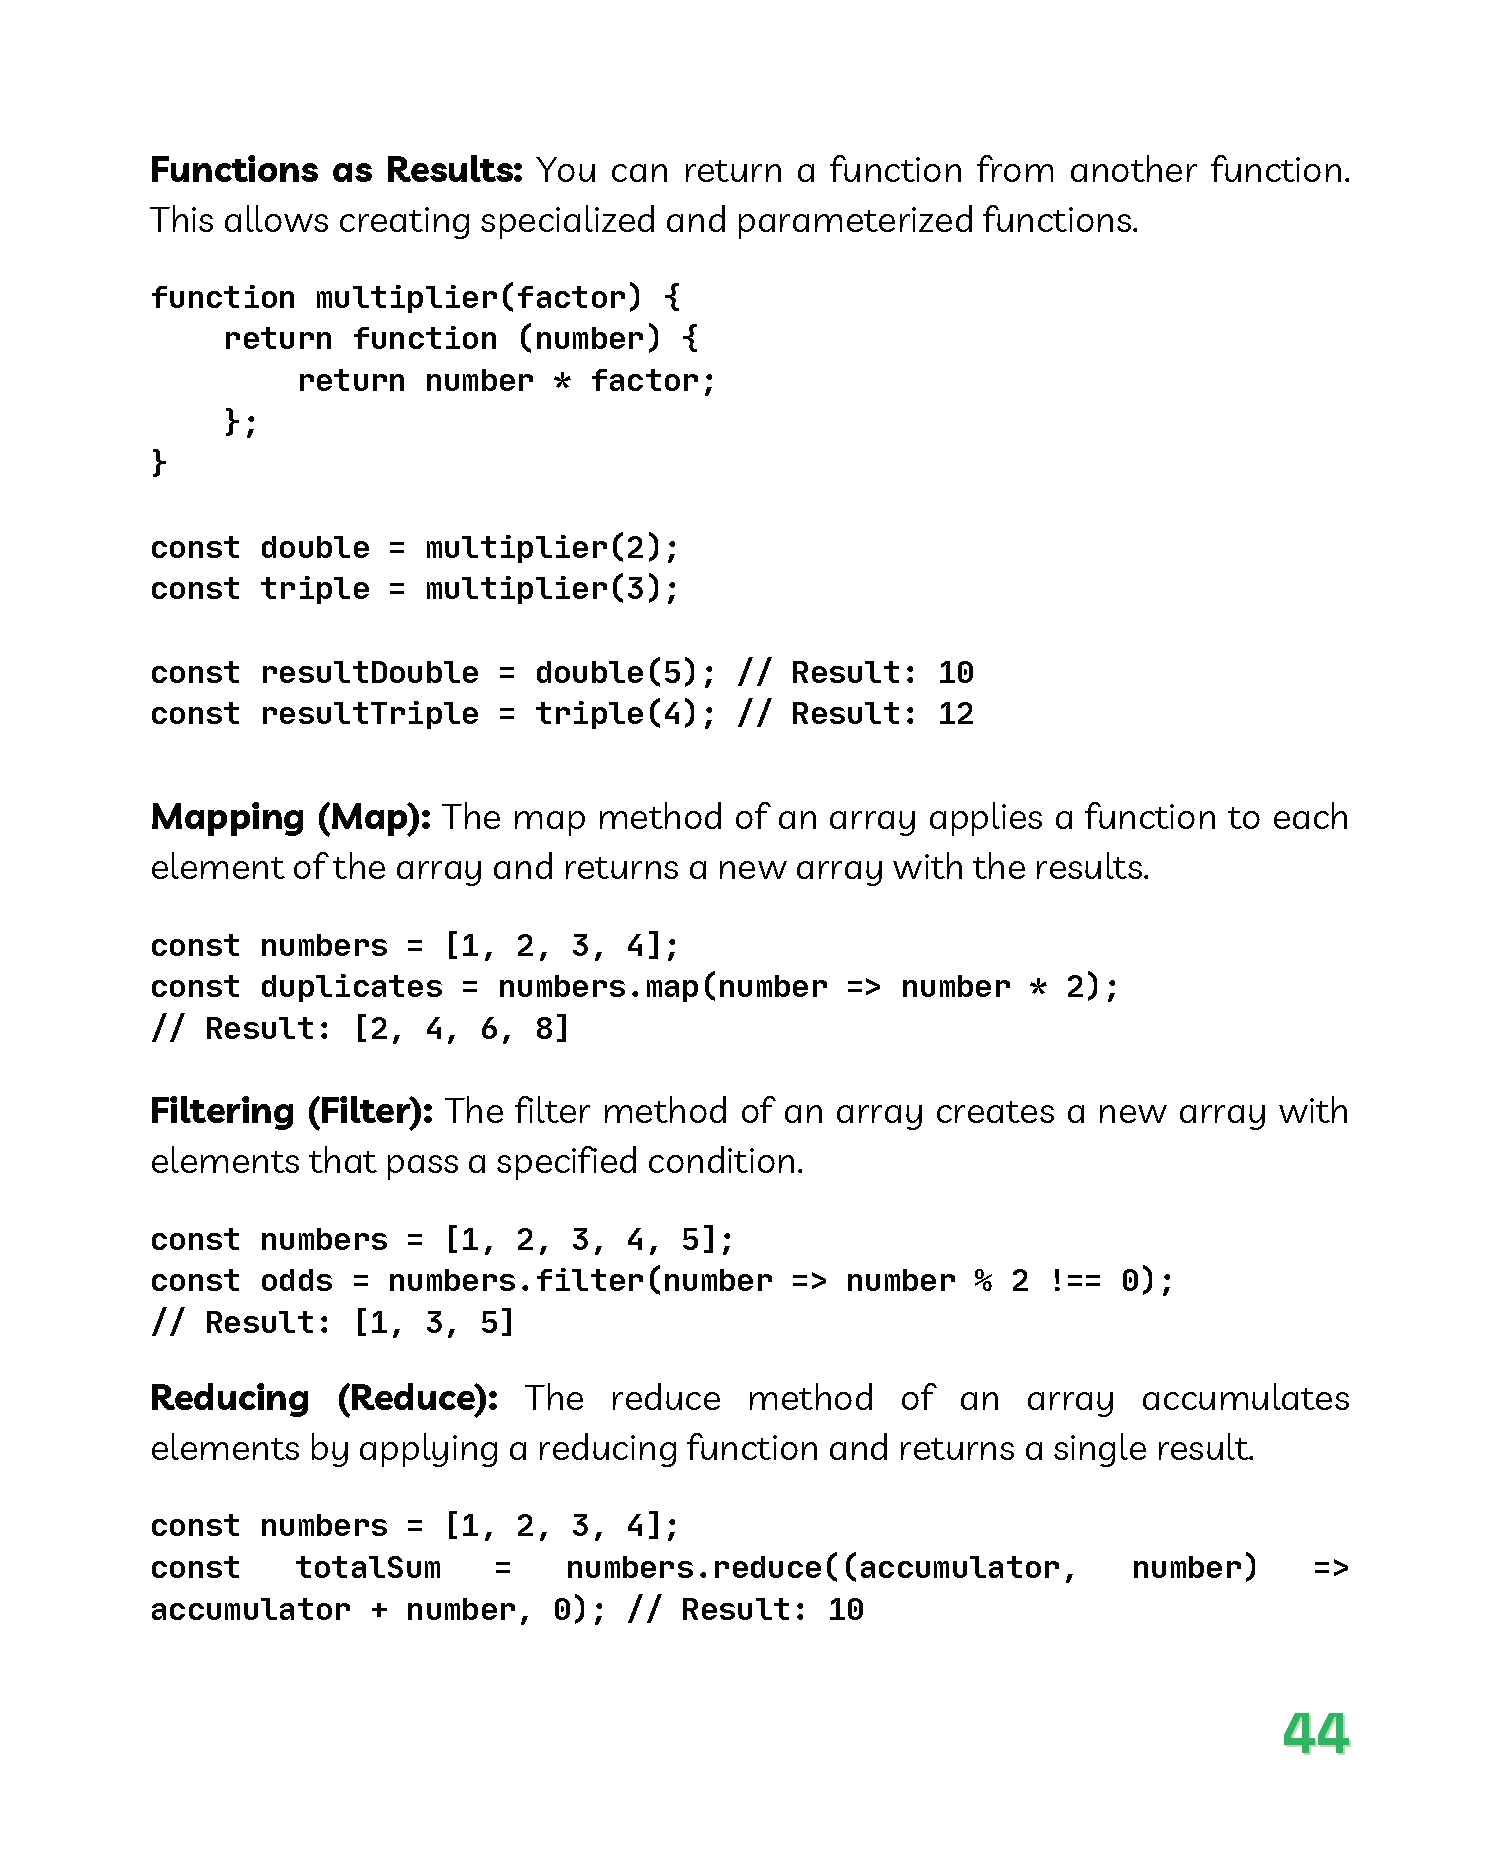 Functions as Results: You can return a function from another function.
This allows creating specialized and parameterized functions.
function multiplier(factor) {
    return function (number) {
        return number * factor;
    };
}
const double = multiplier(2);
const triple = multiplier(3);
const resultDouble = double(5); // Result: 10
const resultTriple = triple(4); // Result: 12
Mapping (Map): The map method of an array applies a function to each
element of the array and returns a new array with the results.
const numbers = [1, 2, 3, 4];
const duplicates = numbers.map(number => number * 2);
// Result: [2, 4, 6, 8]
Filtering (Filter): The filter method of an array creates a new array with
elements that pass a specified condition.
const numbers = [1, 2, 3, 4, 5];
const odds = numbers.filter(number => number % 2 !== 0);
// Result: [1, 3, 5]
Reducing (Reduce): The reduce method of an array accumulates
elements by applying a reducing function and returns a single result.
const numbers = [1, 2, 3, 4];
const totalSum = numbers.reduce((accumulator, number) =>
accumulator + number, 0); // Result: 10
44